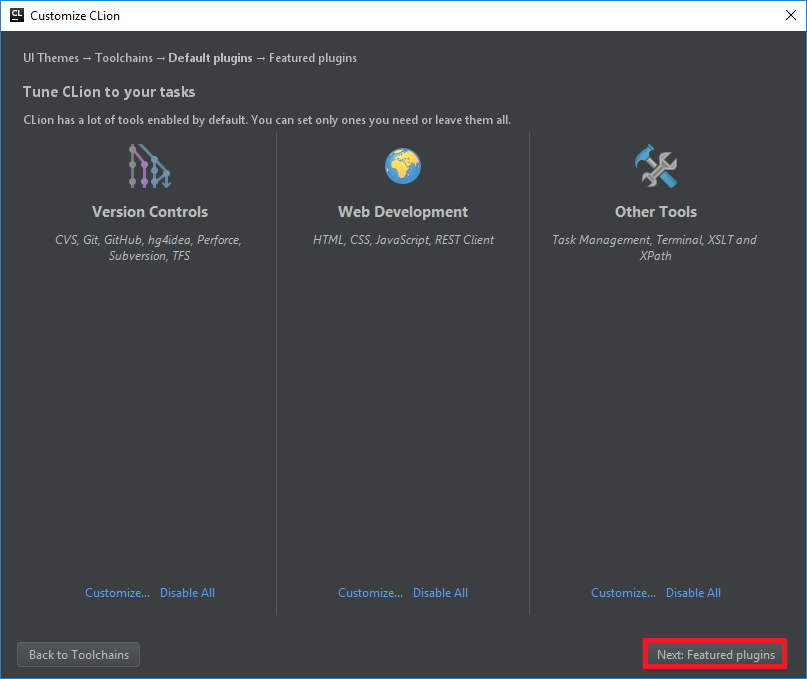 CL
Customize CLion
UI Themes → Toolchains → Default plugins → Featured plugins
Tune CLion to your tasks
CLion has a lot of tools enabled by default. You can set only ones you need or leave them all.
Version Controls
CVS, Git, GitHub, hg4idea, Perforce,
Subversion, TFS
Customize... Disable All
Web Development
HTML, CSS, JavaScript, REST Client
Customize... Disable All
Other Tools
Task Management, Terminal, XSLT and
XPath
Customize... Disable All
Back to Toolchains
Next: Featured plugins